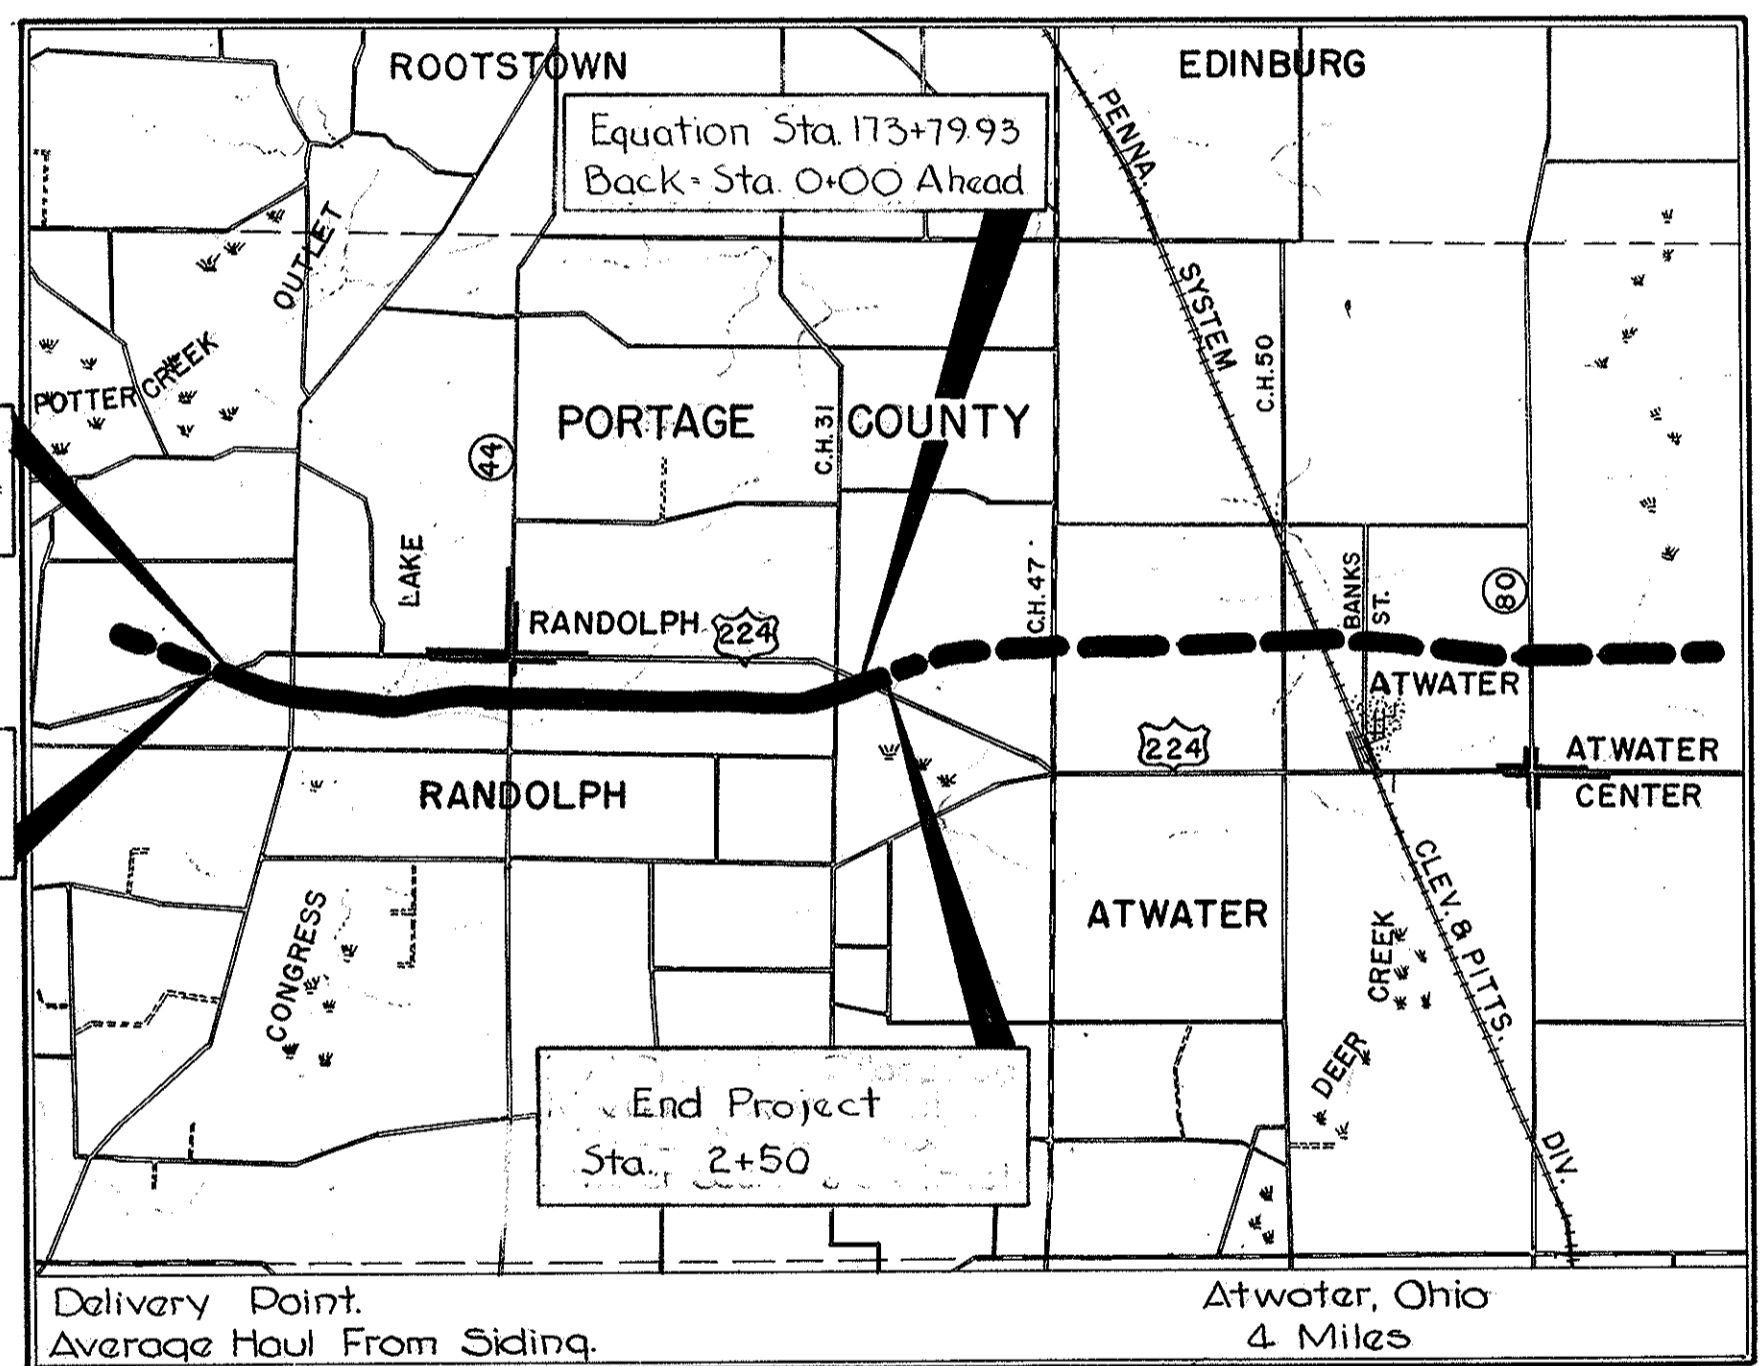 ROOTSTOWN
EDINBURG
Equation Sta. 173+79.93
Back = Sta. 0+00 Ahead
PENNA.
SYSTEM
OUTLET
POTTER CREEK
C.H. 50
PORTAGE COUNTY
C.H. 31
44
LAKE
RANDOLPH
224
C.H. 47
BANKS
ST.
80
ATWATER
224
ATWATER
CENTER
RANDOLPH
ATWATER
CONGRESS
CREEK
DEER
CLEV. & PITTS.
DIV.
End Project
Sta. 2+50
Delivery Point.
Atwater, Ohio
Average Haul From Siding.
4 Miles